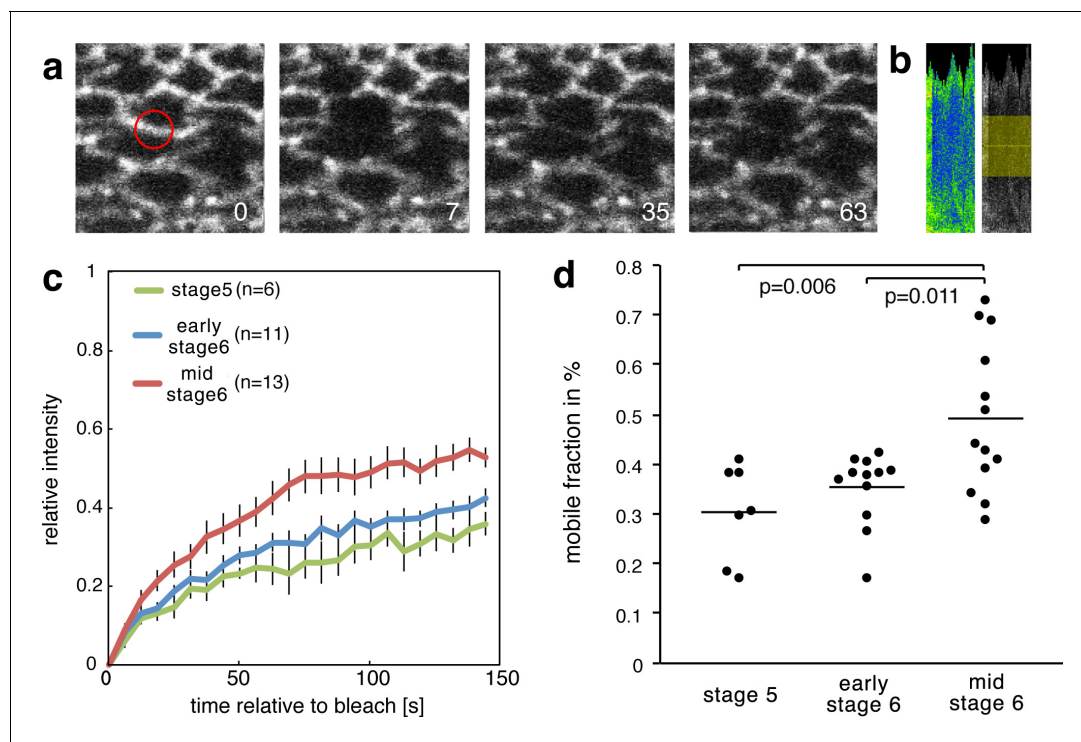 a
0
7
35
63
b
c
relative intensity
1
0.8
0.6
0.4
0.2
0
stage5 (n=6)
early stage6 (n=11)
mid stage6 (n=13)
0
50
100
150
time relative to bleach [s]
d
mobile fraction in %
0.8
0.7
0.6
0.5
0.4
0.3
0.2
0.1
0
p=0.006
p=0.011
stage 5
early
stage 6
mid
stage 6